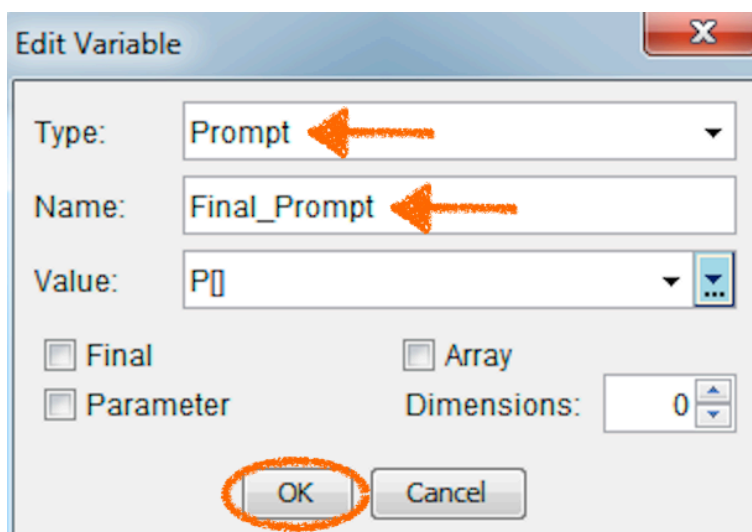 Edit Variable
Type: Prompt
Name: Final_Prompt
Value: P[]
Final Array
Parameter Dimensions: 0
OK Cancel